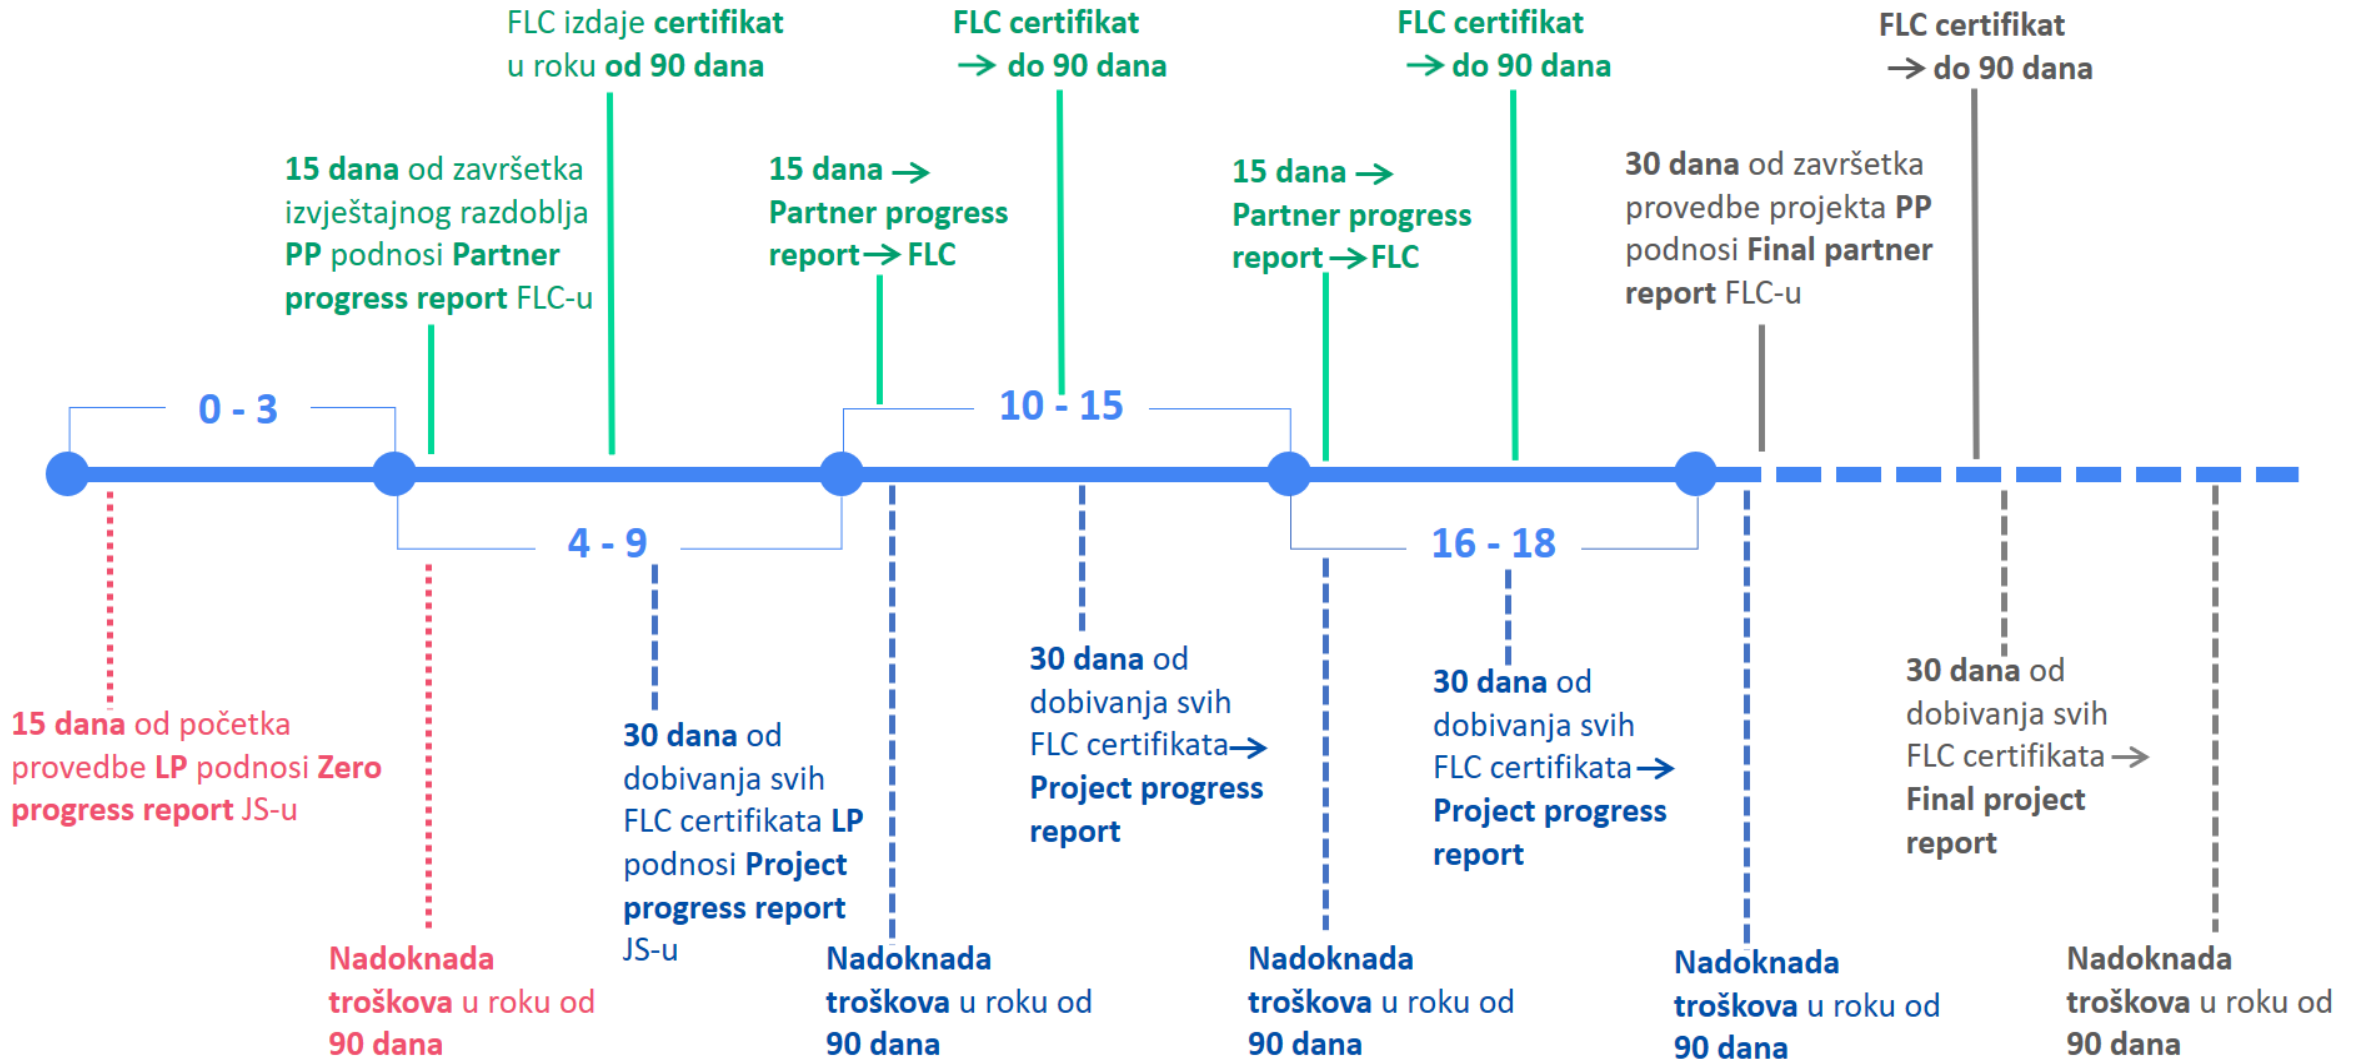 FLC izdaje certifikat
u roku od 90 dana
FLC certifikat
→ do 90 dana
FLC certifikat
→ do 90 dana
FLC certifikat
→ do 90 dana
15 dana od završetka
izvještajnog razdoblja
PP podnosi Partner
progress report FLC-u
15 dana →
Partner progress
report → FLC
15 dana →
Partner progress
report → FLC
30 dana od završetka
provedbe projekta PP
podnosi Final partner
report FLC-u
0 - 3
10 - 15
4 - 9
16 - 18
15 dana od početka
provedbe LP podnosi Zero
progress report JS-u
30 dana od
dobivanja svih
FLC certifikata LP
podnosi Project
progress report
JS-u
30 dana od
dobivanja svih
FLC certifikata →
Project progress
report
30 dana od
dobivanja svih
FLC certifikata →
Project progress
report
30 dana od
dobivanja svih
FLC certifikata →
Final project
report
Nadoknada
troškova u roku od
90 dana
Nadoknada
troškova u roku od
90 dana
Nadoknada
troškova u roku od
90 dana
Nadoknada
troškova u roku od
90 dana
Nadoknada
troškova u roku od
90 dana